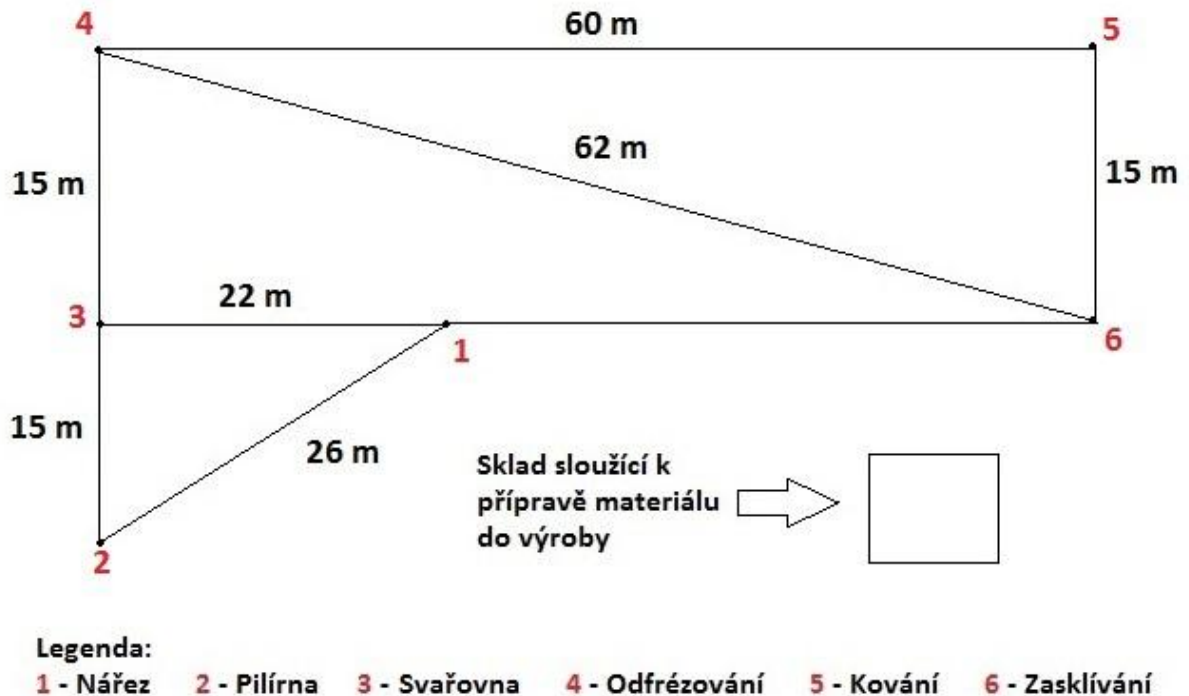 4 60 m 5
62 m
15 m 15 m
22 m
3 1 6
15 m
26 m
Sklad sloužící k
přípravě materiálu
do výroby
2
Legenda:
1 - Nářez 2 - Pilírna 3 - Svařovna 4 - Odfrézování 5 - Kování 6 - Zasklívání